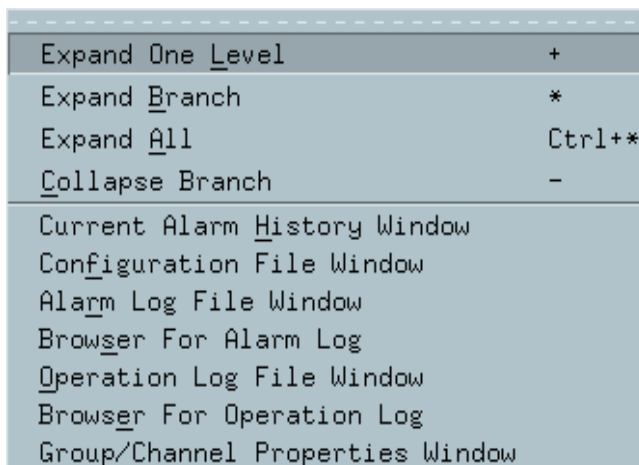 Expand One Level +
Expand Branch *
Expand All Ctrl+*
Collapse Branch -
Current Alarm History Window
Configuration File Window
Alarm Log File Window
Browser For Alarm Log
Operation Log File Window
Browser For Operation Log
Group/Channel Properties Window